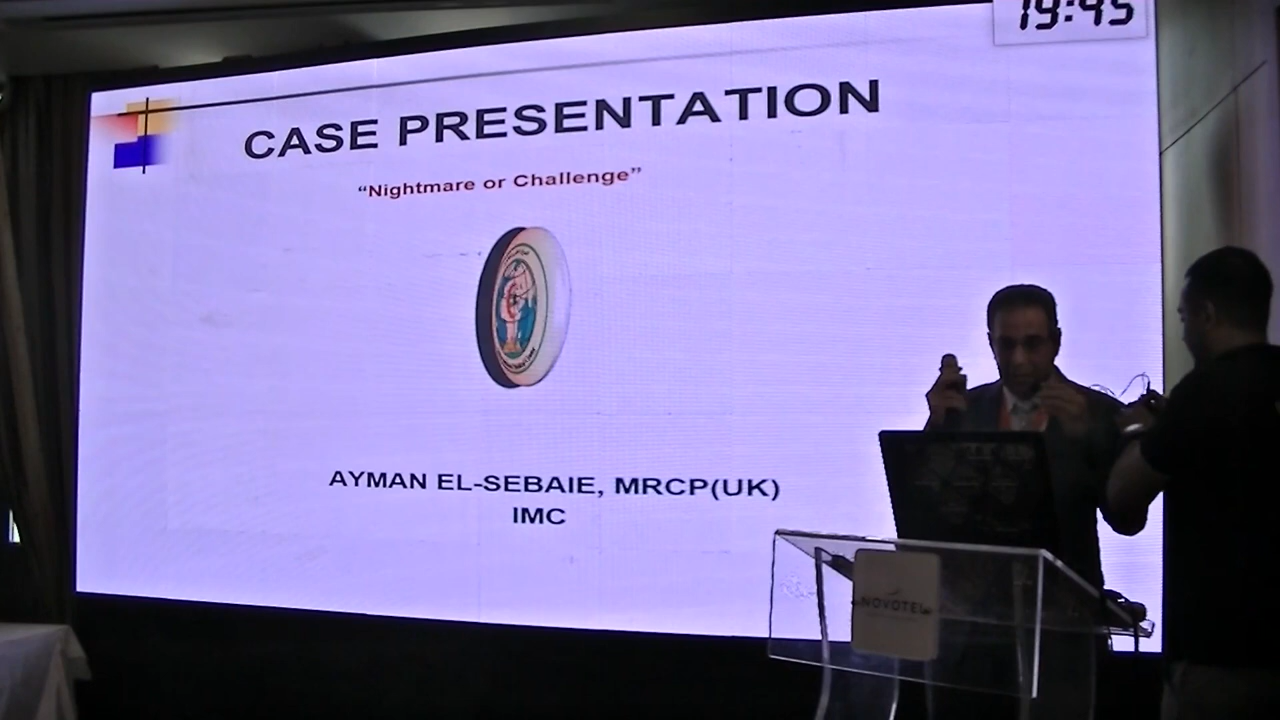 19:45
CASE PRESENTATION
“Nightmare or Challenge”
AYMAN EL-SEBAIE, MRCP(UK)
IMC
NOVOTEL